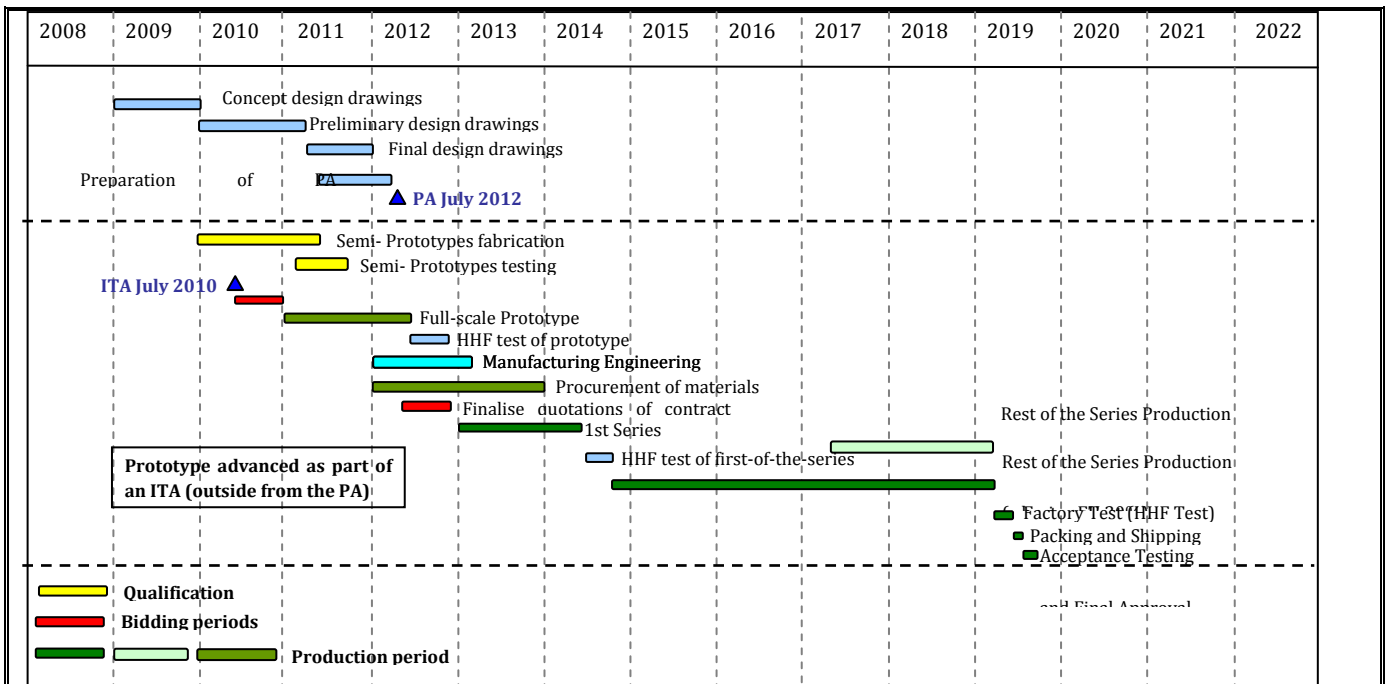 2008 2009 2010 2011 2012 2013 2014 2015 2016 2017 2018 2019 2020 2021 2022
Concept design drawings
Preliminary design drawings
Final design drawings
Preparation of PA
PA July 2012
Semi- Prototypes fabrication
Semi- Prototypes testing
ITA July 2010
Full-scale Prototype
HHF test of prototype
Manufacturing Engineering
Procurement of materials
Finalise quotations of contract
Rest of the Series Production
1st Series
HHF test of first-of-the-series
Rest of the Series Production
Prototype advanced as part of
an ITA (outside from the PA)
Factory Test (HHF Test)
Packing and Shipping
Acceptance Testing
and Final Approval
Qualification
Bidding periods
Production period